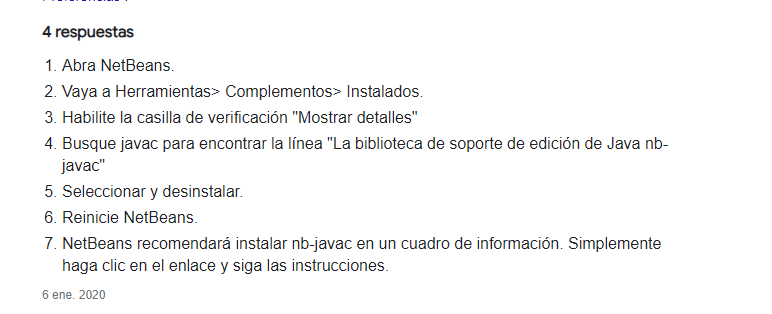 4 respuestas
1. Abra NetBeans.
2. Vaya a Herramientas> Complementos> Instalados.
3. Habilite la casilla de verificación "Mostrar detalles"
4. Busque javac para encontrar la línea "La biblioteca de soporte de edición de Java nb-
javac"
5. Seleccionar y desinstalar.
6. Reinicie NetBeans.
7. NetBeans recomendará instalar nb-javac en un cuadro de información. Simplemente
haga clic en el enlace y siga las instrucciones.
6 ene. 2020